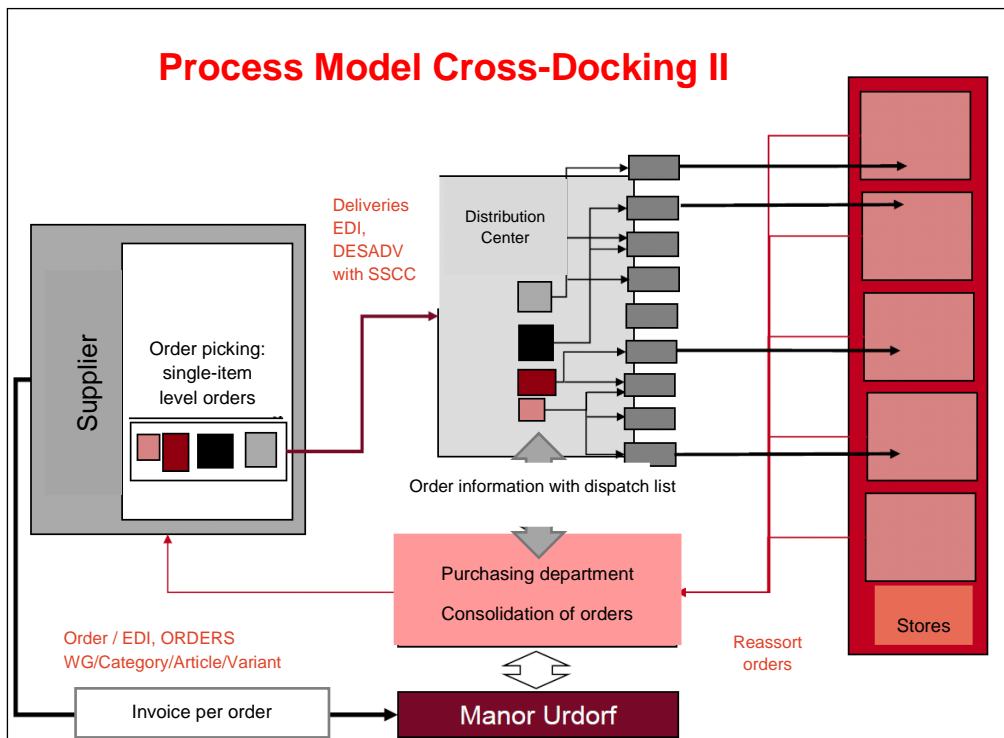 Process Model Cross-Docking II
Deliveries
EDI,
DESADV
with SSCC
Distribution
Center
Supplier
Order picking:
single-item
level orders
Order information with dispatch list
Purchasing department
Consolidation of orders
Stores
Order / EDI, ORDERS
WG/Category/Article/Variant
Reassort
orders
Invoice per order
Manor Urdorf